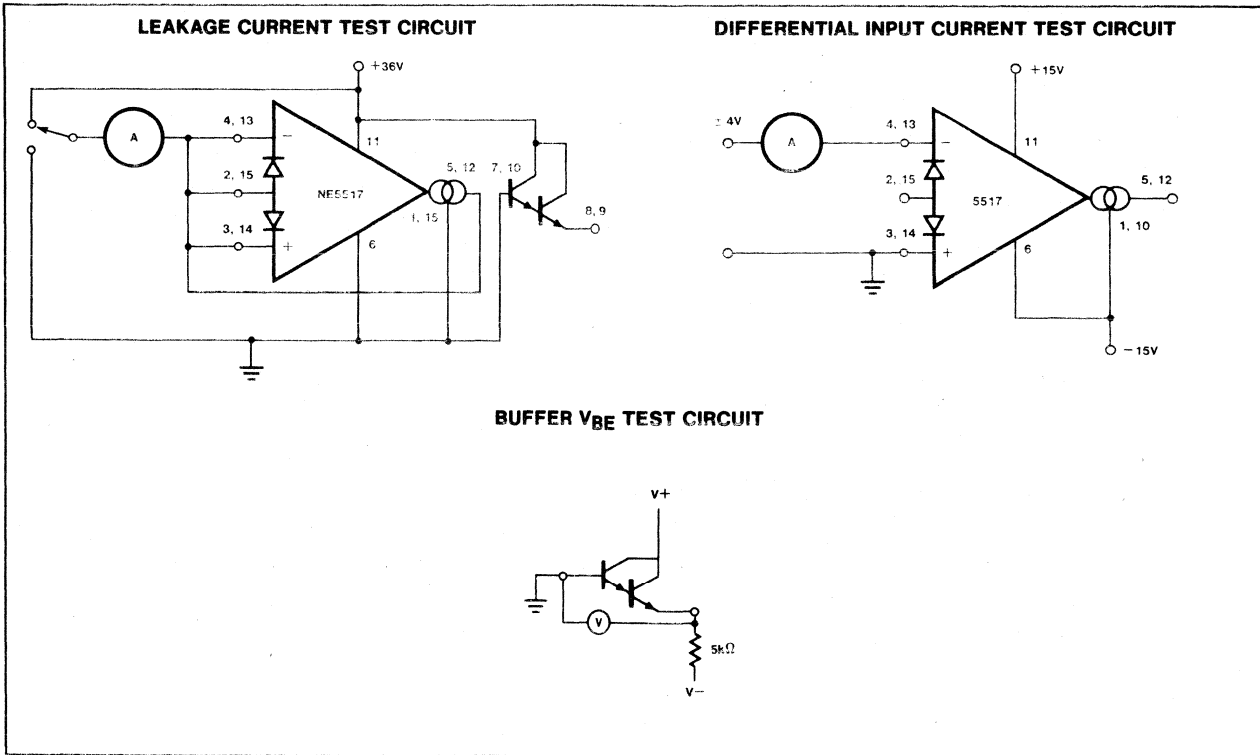 LEAKAGE CURRENT TEST CIRCUIT
+36V
A
4, 13
−
11
2, 15
NE5517
5, 12
7, 10
1, 15
3, 14
+
6
8, 9
DIFFERENTIAL INPUT CURRENT TEST CIRCUIT
+15V
± 4V
A
4, 13
−
11
2, 15
5517
5, 12
1, 10
3, 14
+
6
−15V
BUFFER VBE TEST CIRCUIT
V+
V
5kΩ
V−